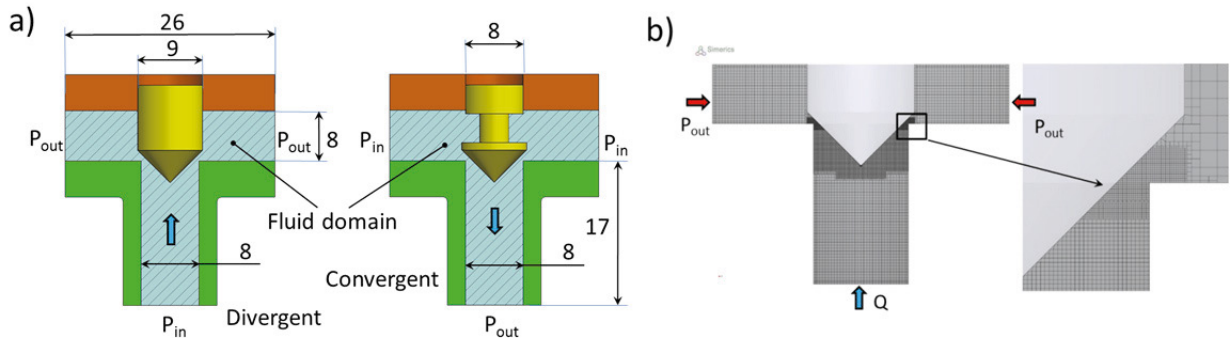 a)
26
9
8
P_out
P_out
8
P_in
P_in
Fluid domain
17
8
8
Convergent
Divergent
P_in
P_out
b)
Simerics
P_out
P_out
Q